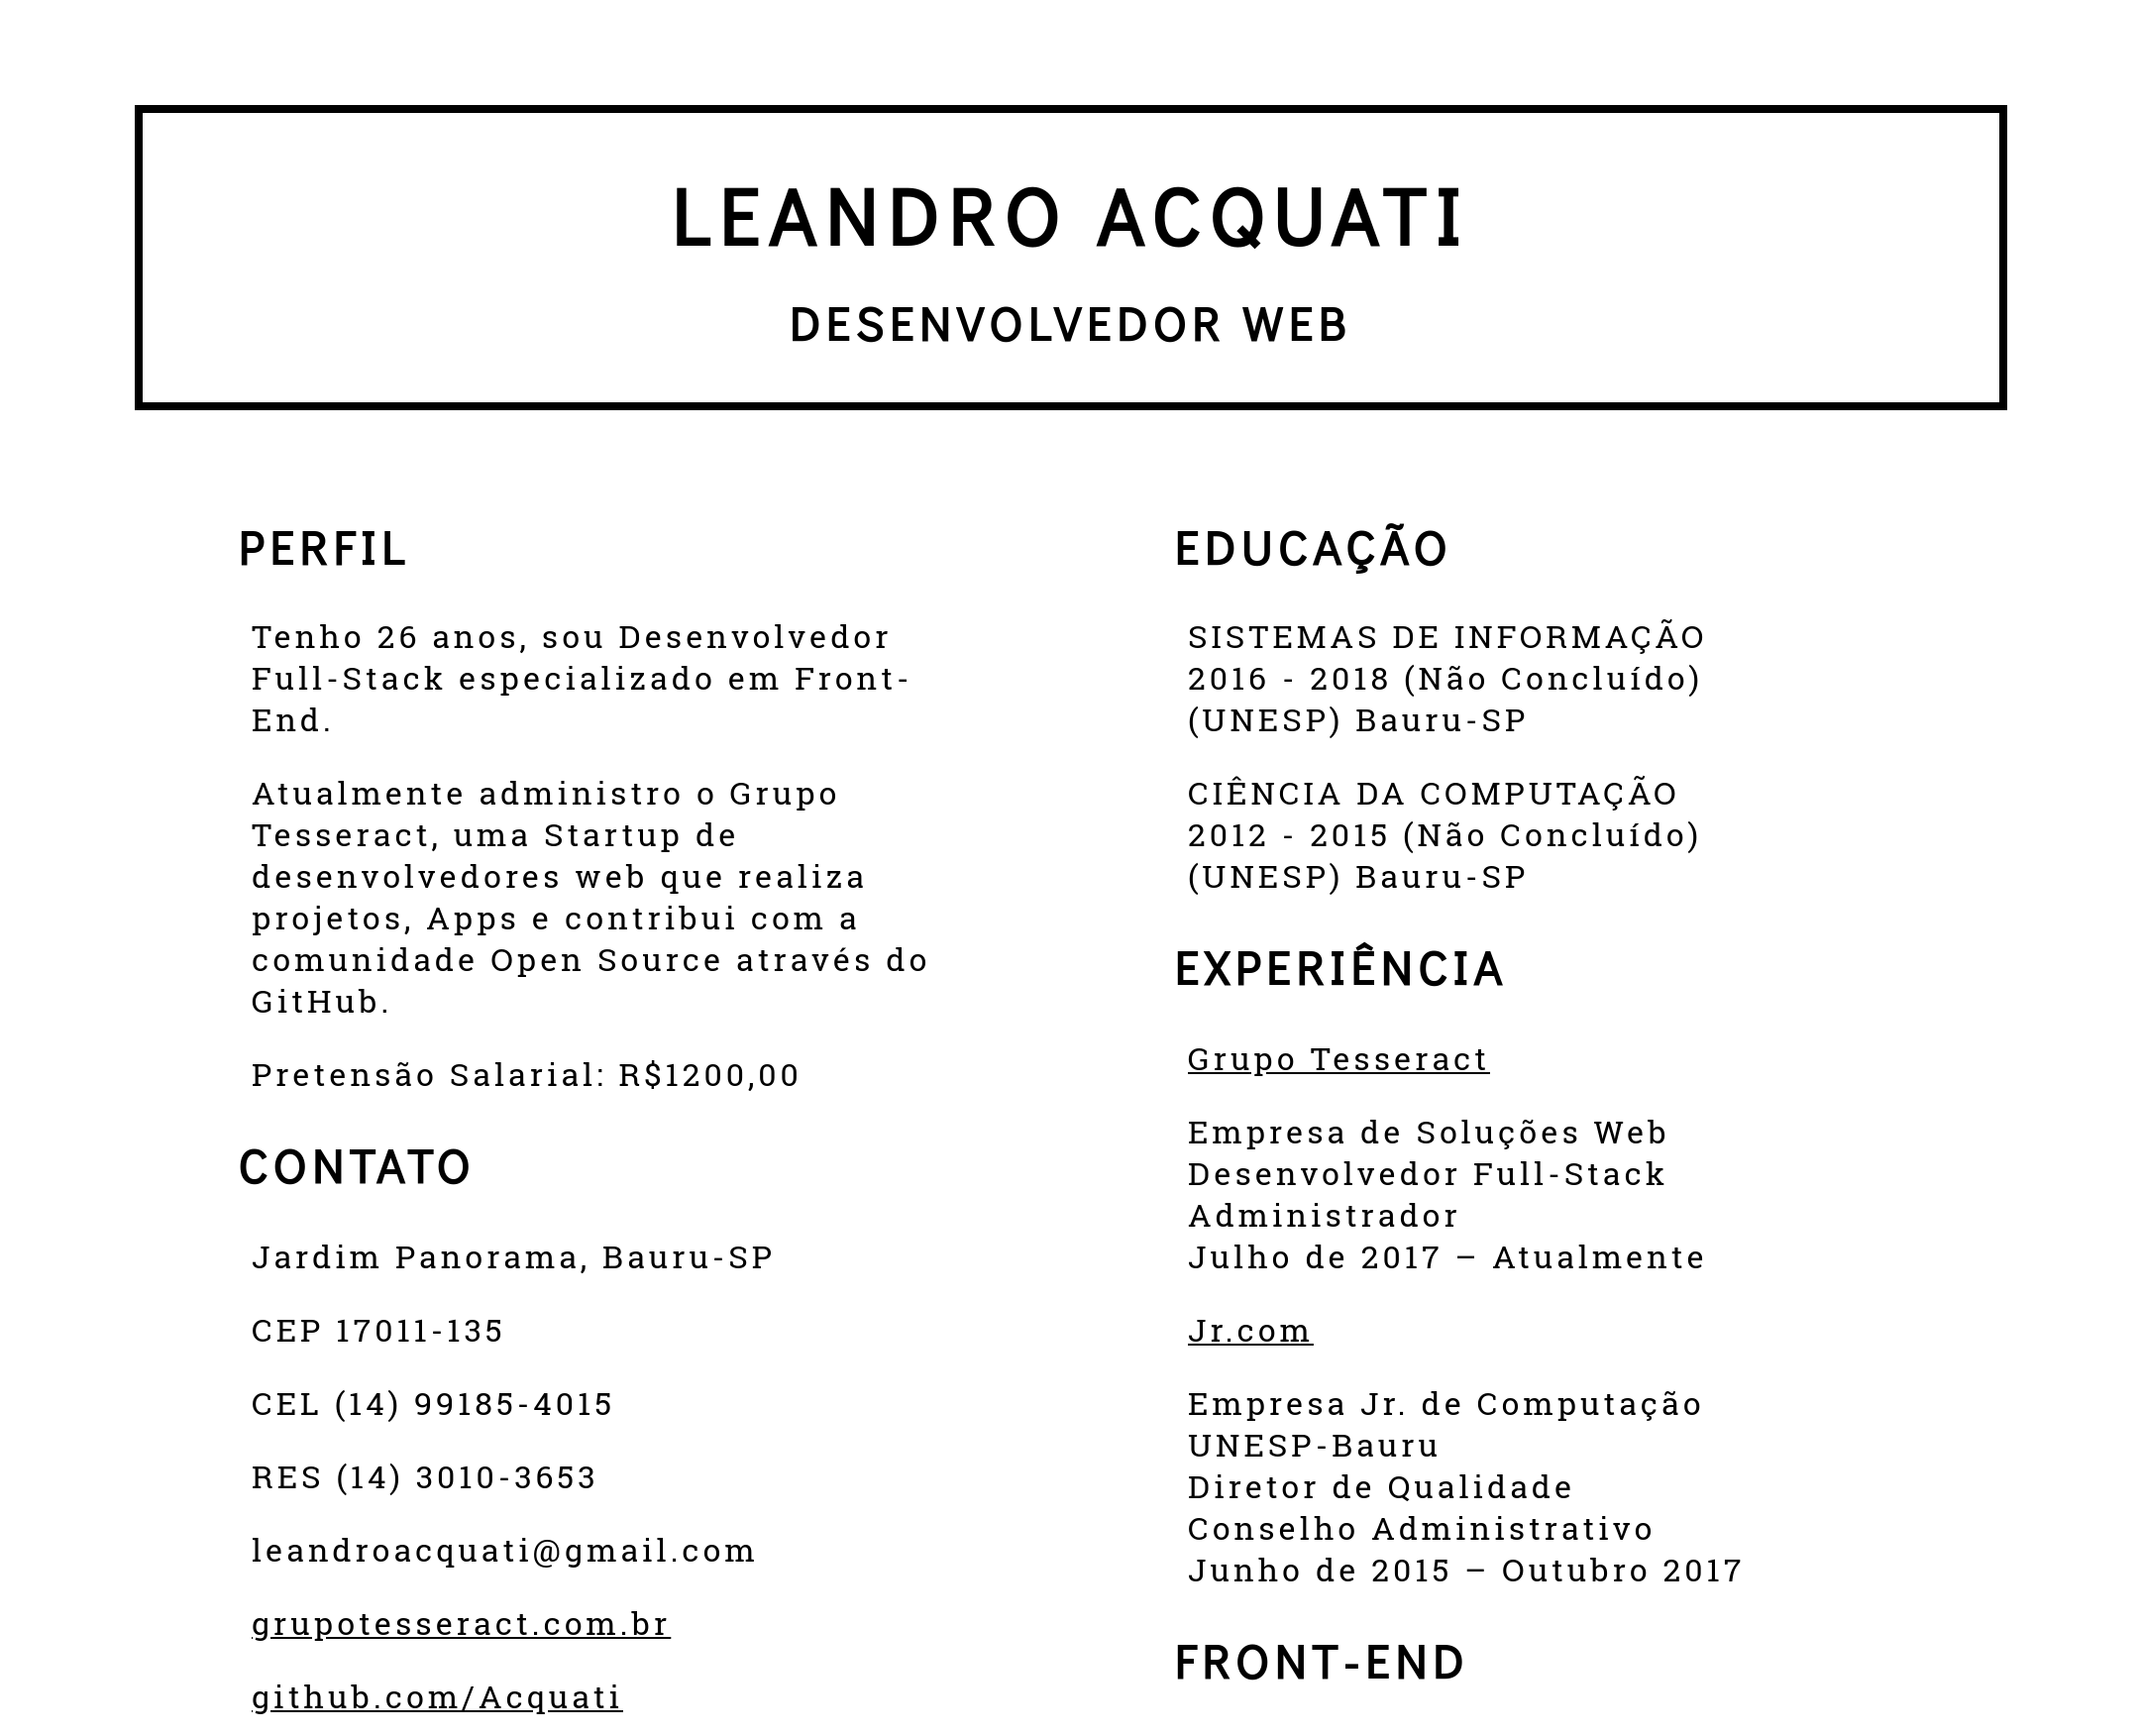 LEANDRO ACQUATI
DESENVOLVEDOR WEB
PERFIL
Tenho 26 anos, sou Desenvolvedor
Full-Stack especializado em Front-
End.
Atualmente administro o Grupo
Tesseract, uma Startup de
desenvolvedores web que realiza
projetos, Apps e contribui com a
comunidade Open Source através do
GitHub.
Pretensão Salarial: R$1200,00
CONTATO
Jardim Panorama, Bauru-SP
CEP 17011-135
CEL (14) 99185-4015
RES (14) 3010-3653
leandroacquati@gmail.com
grupotesseract.com.br
github.com/Acquati
EDUCAÇÃO
SISTEMAS DE INFORMAÇÃO
2016 - 2018 (Não Concluído)
(UNESP) Bauru-SP
CIÊNCIA DA COMPUTAÇÃO
2012 - 2015 (Não Concluído)
(UNESP) Bauru-SP
EXPERIÊNCIA
Grupo Tesseract
Empresa de Soluções Web
Desenvolvedor Full-Stack
Administrador
Julho de 2017 – Atualmente
Jr.com
Empresa Jr. de Computação
UNESP-Bauru
Diretor de Qualidade
Conselho Administrativo
Junho de 2015 – Outubro 2017
FRONT-END